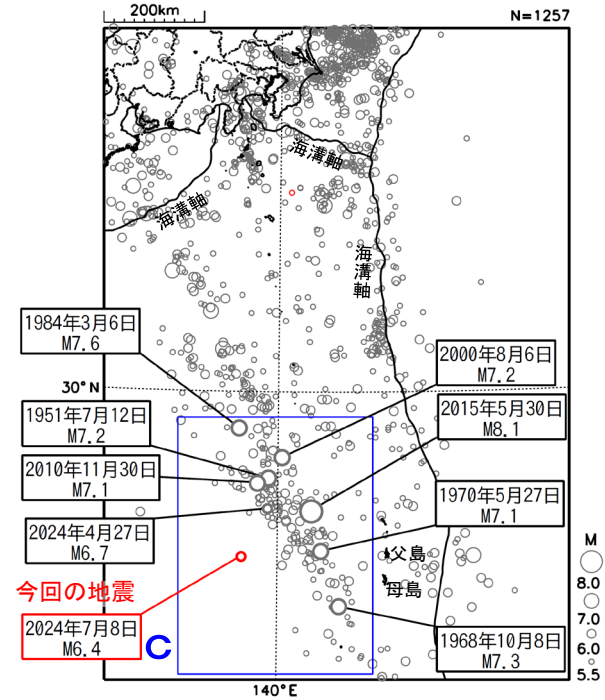 200km
N=1257
海溝軸
海溝軸
海溝軸
1984年3月6日
M7.6
2000年8月6日
M7.2
30°N
1951年7月12日
M7.2
2015年5月30日
M8.1
2010年11月30日
M7.1
1970年5月27日
M7.1
2024年4月27日
M6.7
父島
母島
今回の地震
2024年7月8日
M6.4
C
1968年10月8日
M7.3
M
8.0
7.0
6.0
5.5
140°E